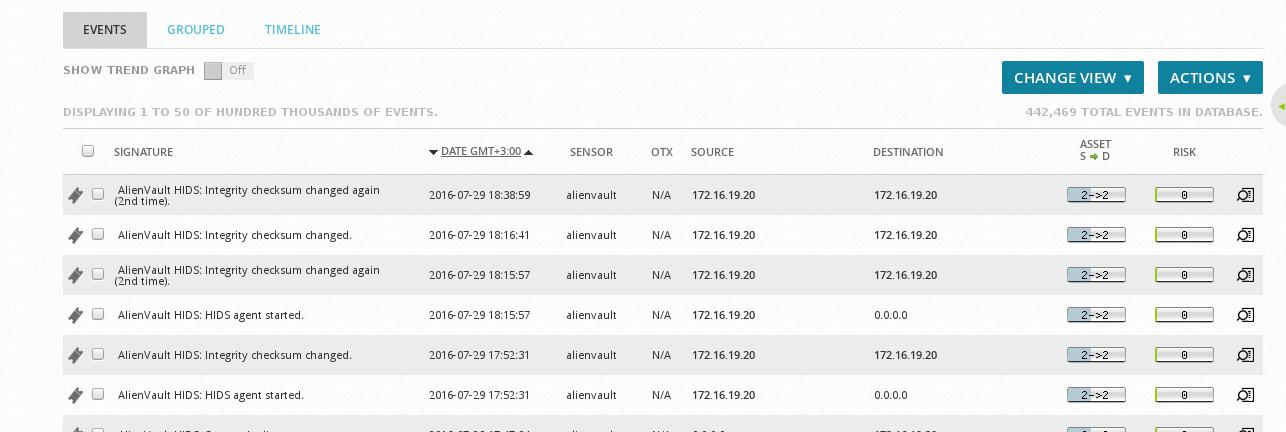 EVENTS GROUPED TIMELINE
SHOW TREND GRAPH Off
CHANGE VIEW ▾ ACTIONS ▾
DISPLAYING 1 TO 50 OF HUNDRED THOUSANDS OF EVENTS. 442,469 TOTAL EVENTS IN DATABASE.
SIGNATURE DATE GMT+3:00 SENSOR OTX SOURCE DESTINATION ASSET S D RISK
AlienVault HIDS: Integrity checksum changed again
(2nd time). 2016-07-29 18:38:59 alienvault N/A 172.16.19.20 172.16.19.20 2->2 0
AlienVault HIDS: Integrity checksum changed. 2016-07-29 18:16:41 alienvault N/A 172.16.19.20 172.16.19.20 2->2 0
AlienVault HIDS: Integrity checksum changed again
(2nd time). 2016-07-29 18:15:57 alienvault N/A 172.16.19.20 172.16.19.20 2->2 0
AlienVault HIDS: HIDS agent started. 2016-07-29 18:15:57 alienvault N/A 172.16.19.20 0.0.0.0 2->2 0
AlienVault HIDS: Integrity checksum changed. 2016-07-29 17:52:31 alienvault N/A 172.16.19.20 172.16.19.20 2->2 0
AlienVault HIDS: HIDS agent started. 2016-07-29 17:52:31 alienvault N/A 172.16.19.20 0.0.0.0 2->2 0